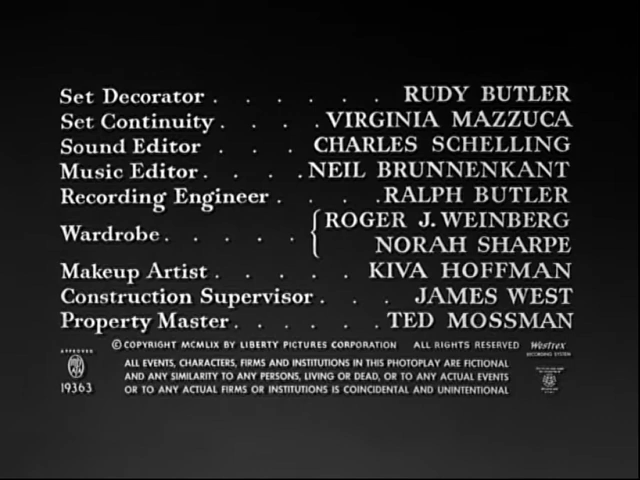 Set Decorator . . . . . . RUDY BUTLER
Set Continuity . . . . VIRGINIA MAZZUCA
Sound Editor . . . CHARLES SCHELLING
Music Editor . . . . NEIL BRUNNENKANT
Recording Engineer . . . . RALPH BUTLER
Wardrobe . . . . . { ROGER J. WEINBERG
NORAH SHARPE
Makeup Artist . . . . . KIVA HOFFMAN
Construction Supervisor . . . JAMES WEST
Property Master . . . . . . TED MOSSMAN
© COPYRIGHT MCMLIX BY LIBERTY PICTURES CORPORATION ALL RIGHTS RESERVED Westrex
RECORDING SYSTEM
APPROVED
19363
ALL EVENTS, CHARACTERS, FIRMS AND INSTITUTIONS IN THIS PHOTOPLAY ARE FICTIONAL
AND ANY SIMILARITY TO ANY PERSONS, LIVING OR DEAD, OR TO ANY ACTUAL EVENTS
OR TO ANY ACTUAL FIRMS OR INSTITUTIONS IS COINCIDENTAL AND UNINTENTIONAL